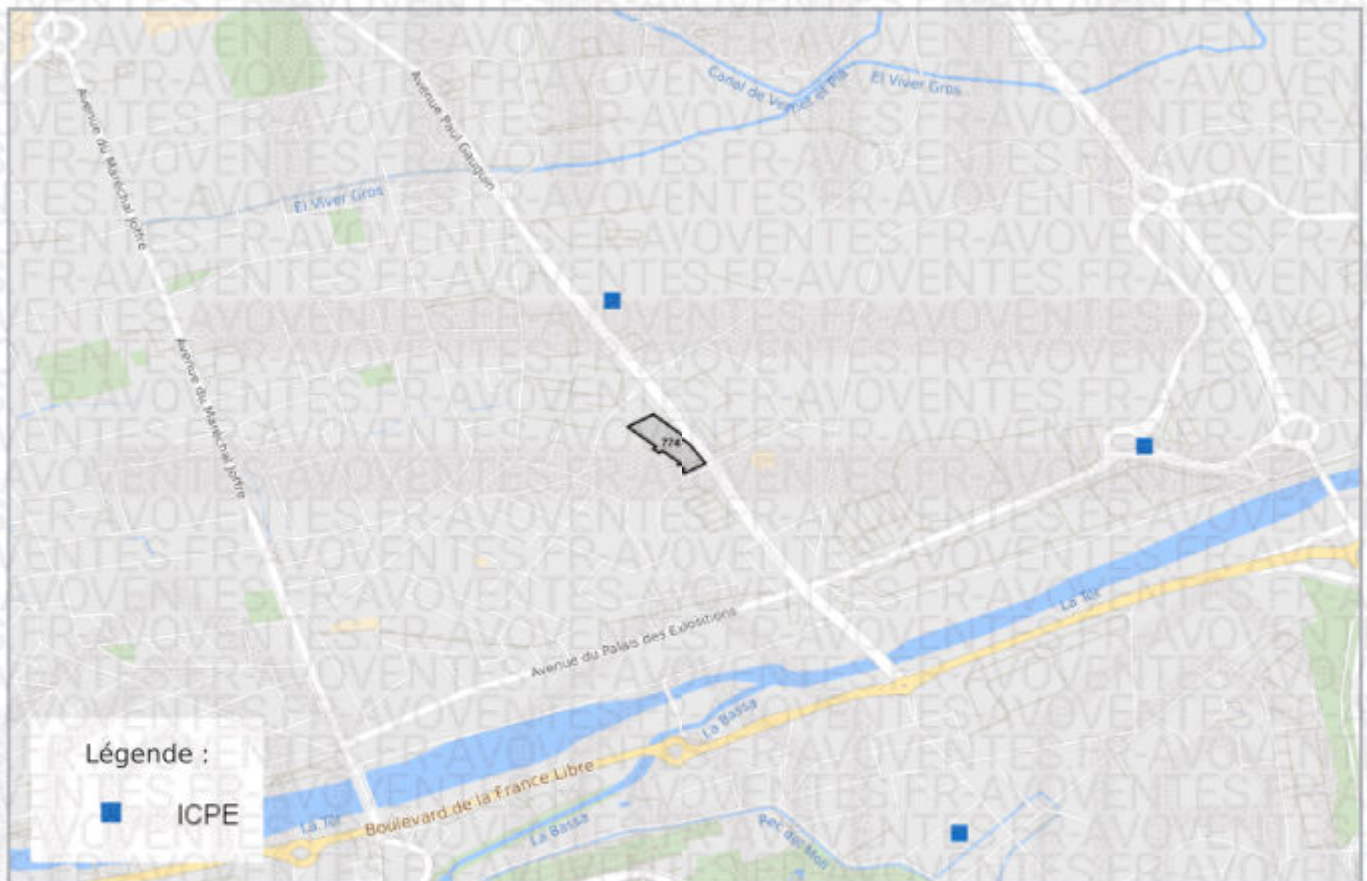 Canal de Vernet et Pia
El Viver Gros
Avenue Paul Gauguin
Avenue du Maréchal Joffre
El Viver Gros
Avenue du Maréchal Joffre
774
La Têt
Avenue du Palais des Expositions
La Bassa
Légende :
ICPE
Boulevard de la France Libre
La Têt
La Bassa
Rec del Molí
AVOVENTES.FR-AVOVENTES.FR-AVOVENTES.FR